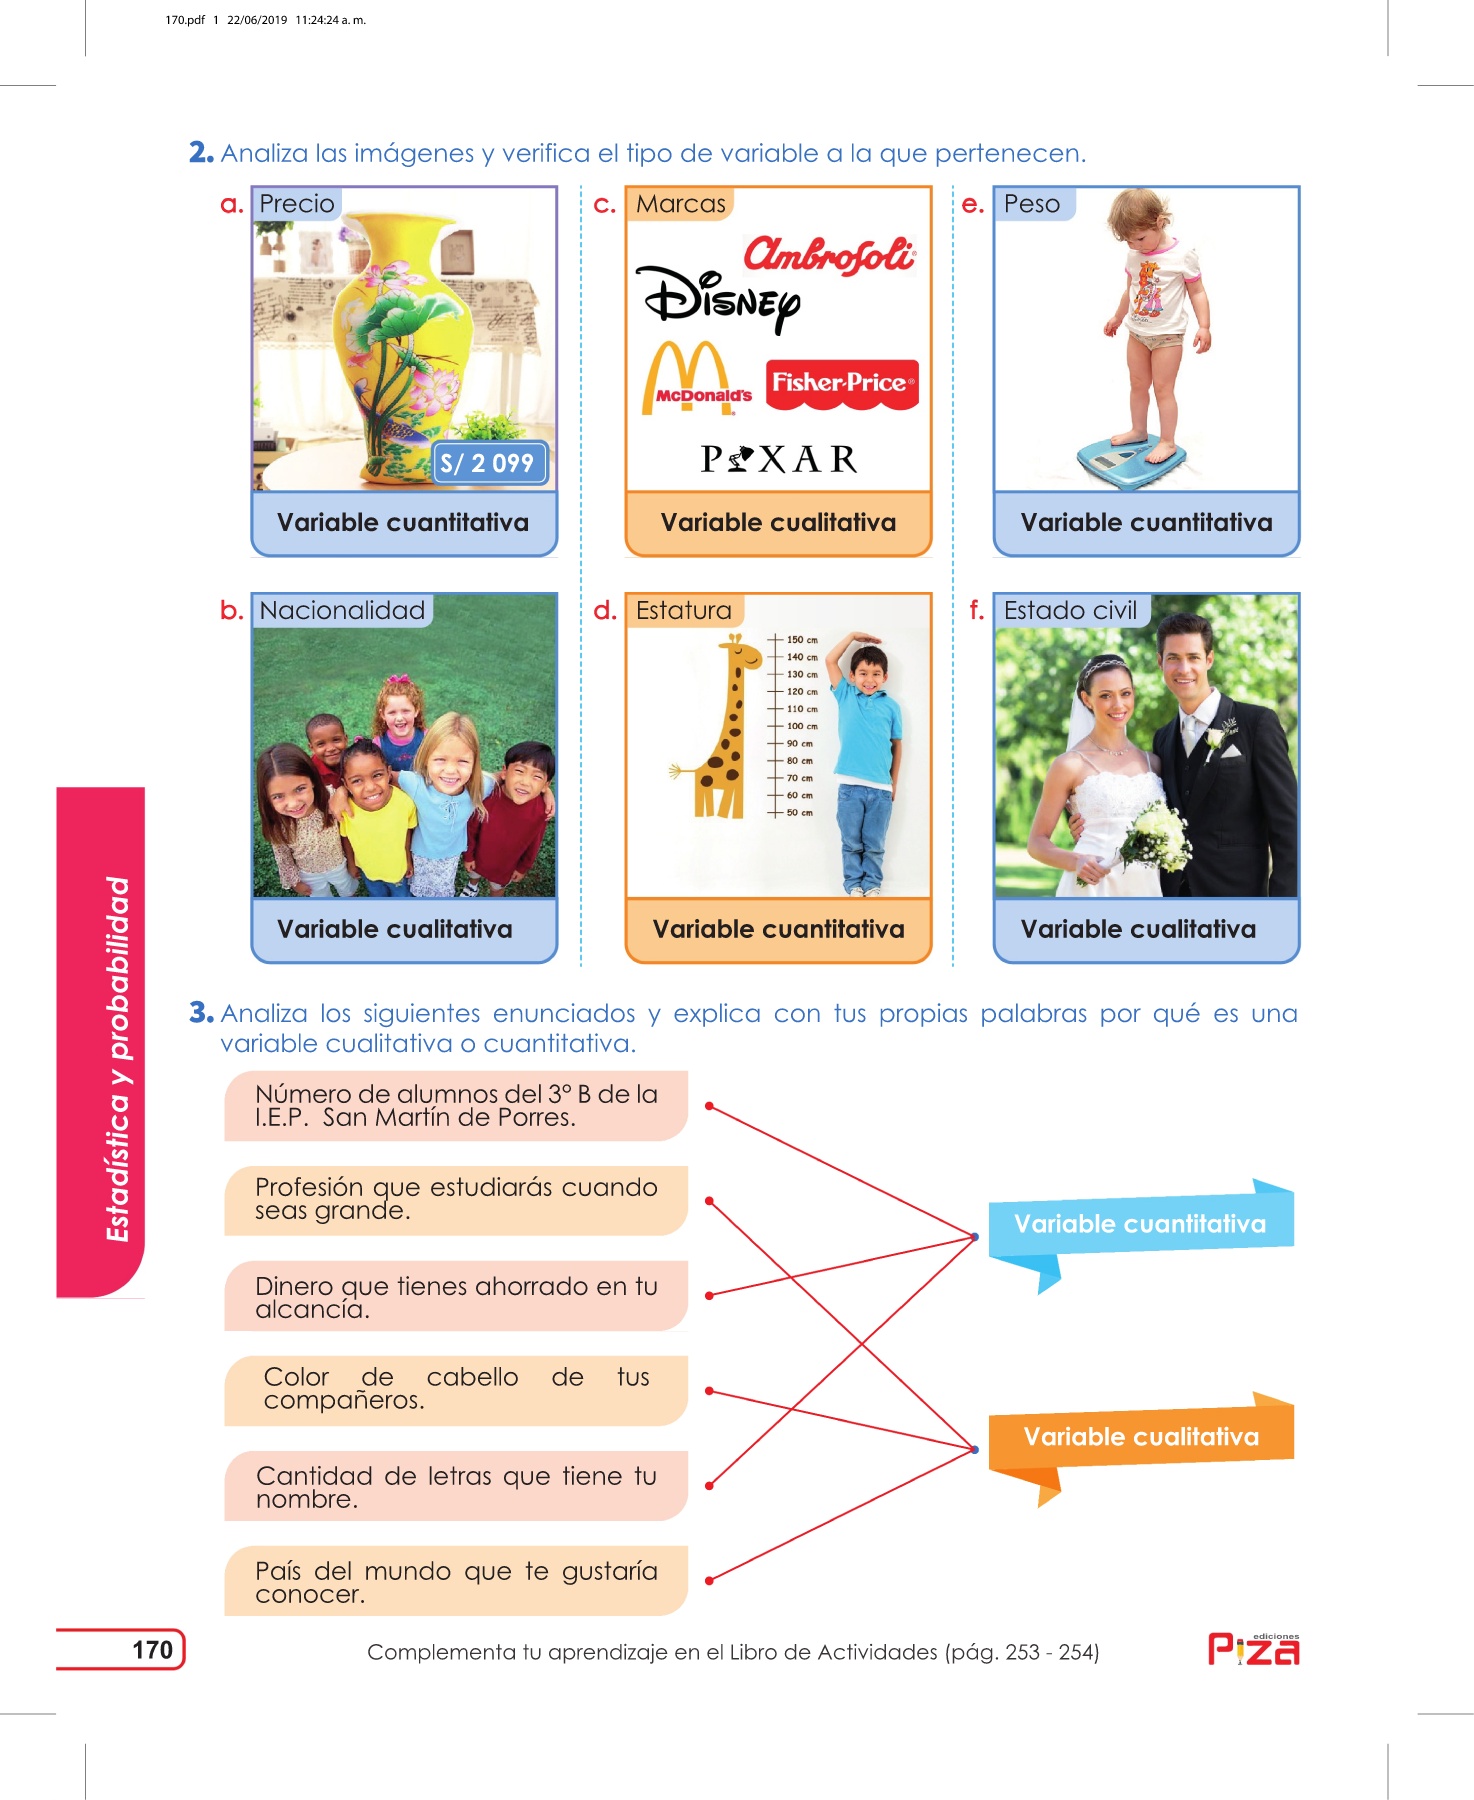 170.pdf 1 22/06/2019 11:24:24 a. m.
2. Analiza las imágenes y verifica el tipo de variable a la que pertenecen.
a. Precio
S/ 2 099
Variable cuantitativa
c. Marcas
Ambrosoli
Disney
McDonald's
Fisher-Price
PIXAR
Variable cualitativa
e. Peso
Variable cuantitativa
b. Nacionalidad
Variable cualitativa
d. Estatura
150 cm
140 cm
130 cm
120 cm
110 cm
100 cm
90 cm
80 cm
70 cm
60 cm
50 cm
Variable cuantitativa
f. Estado civil
Variable cualitativa
3. Analiza los siguientes enunciados y explica con tus propias palabras por qué es una
variable cualitativa o cuantitativa.
Número de alumnos del 3° B de la
I.E.P. San Martín de Porres.
Profesión que estudiarás cuando
seas grande.
Dinero que tienes ahorrado en tu
alcancía.
Color de cabello de tus
compañeros.
Cantidad de letras que tiene tu
nombre.
País del mundo que te gustaría
conocer.
Variable cuantitativa
Variable cualitativa
Estadística y probabilidad
170
Complementa tu aprendizaje en el Libro de Actividades (pág. 253 - 254)
ediciones
Piza